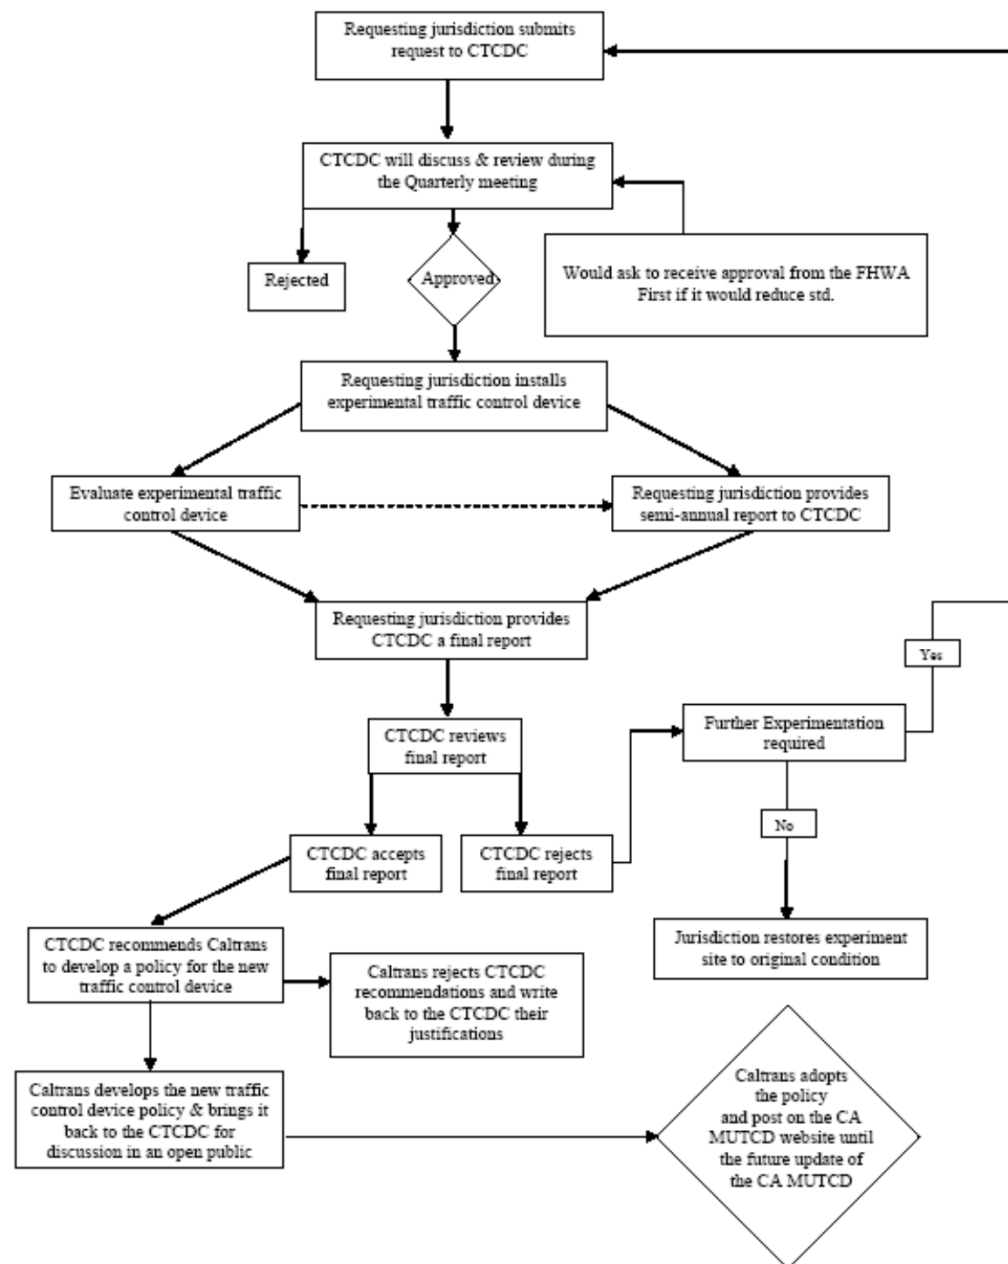 Requesting jurisdiction submits
request to CTCDC
CTCDC will discuss & review during
the Quarterly meeting
Rejected
Approved
Would ask to receive approval from the FHWA
First if it would reduce std.
Requesting jurisdiction installs
experimental traffic control device
Evaluate experimental traffic
control device
Requesting jurisdiction provides
semi-annual report to CTCDC
Requesting jurisdiction provides
CTCDC a final report
Yes
CTCDC reviews
final report
Further Experimentation
required
No
CTCDC accepts
final report
CTCDC rejects
final report
CTCDC recommends Caltrans
to develop a policy for the new
traffic control device
Caltrans rejects CTCDC
recommendations and write
back to the CTCDC their
justifications
Jurisdiction restores experiment
site to original condition
Caltrans develops the new traffic
control device policy & brings it
back to the CTCDC for
discussion in an open public
Caltrans adopts
the policy
and post on the CA
MUTCD website until
the future update of
the CA MUTCD